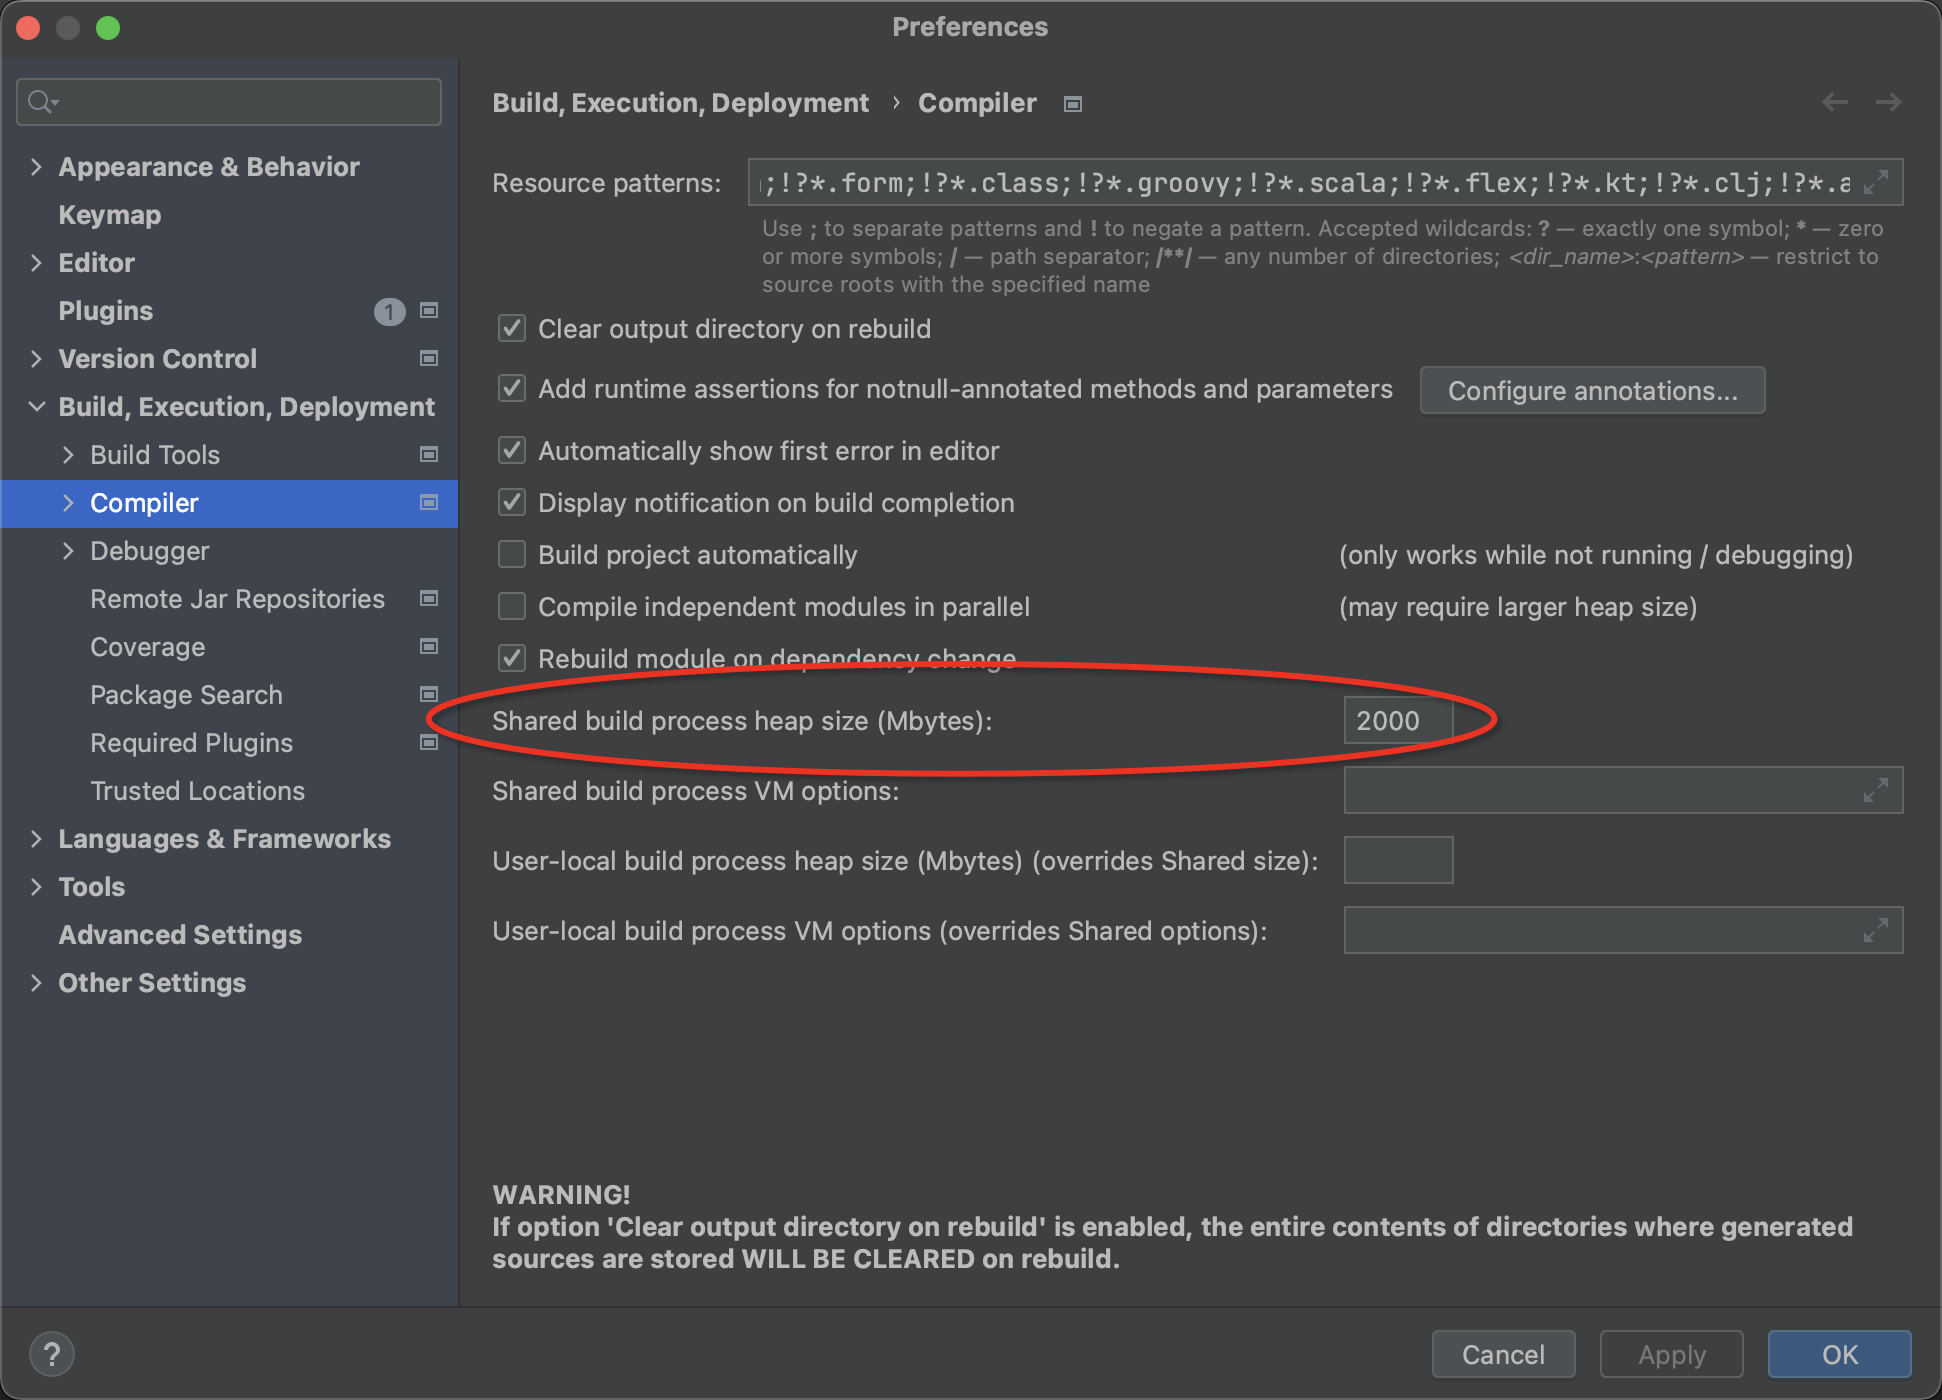 Preferences
Appearance & Behavior
Keymap
Editor
Plugins 1
Version Control
Build, Execution, Deployment
Build Tools
Compiler
Debugger
Remote Jar Repositories
Coverage
Package Search
Required Plugins
Trusted Locations
Languages & Frameworks
Tools
Advanced Settings
Other Settings
Build, Execution, Deployment › Compiler
Resource patterns: ;!?*.form;!?*.class;!?*.groovy;!?*.scala;!?*.flex;!?*.kt;!?*.clj;!?*.a
Use ; to separate patterns and ! to negate a pattern. Accepted wildcards: ? — exactly one symbol; * — zero
or more symbols; / — path separator; /**/ — any number of directories; <dir_name>:<pattern> — restrict to
source roots with the specified name
Clear output directory on rebuild
Add runtime assertions for notnull-annotated methods and parameters Configure annotations...
Automatically show first error in editor
Display notification on build completion
Build project automatically (only works while not running / debugging)
Compile independent modules in parallel (may require larger heap size)
Rebuild module on dependency change
Shared build process heap size (Mbytes): 2000
Shared build process VM options:
User-local build process heap size (Mbytes) (overrides Shared size):
User-local build process VM options (overrides Shared options):
WARNING!
If option 'Clear output directory on rebuild' is enabled, the entire contents of directories where generated
sources are stored WILL BE CLEARED on rebuild.
? Cancel Apply OK